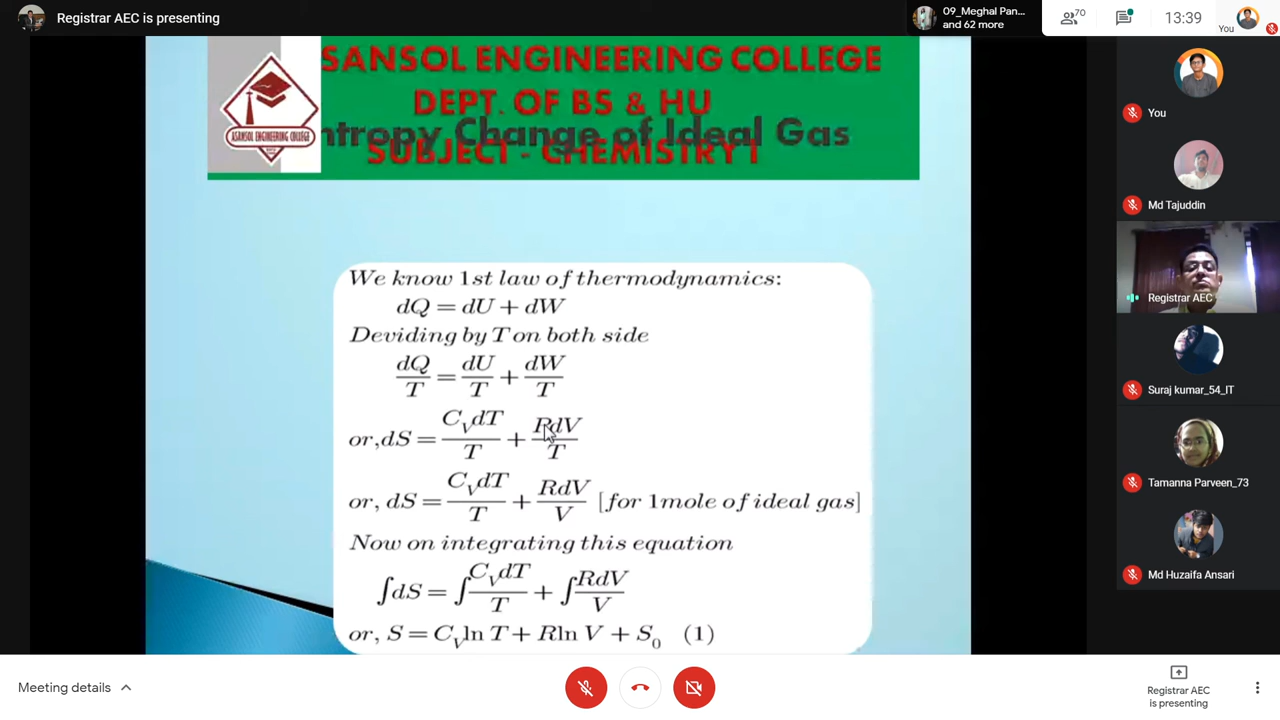 Registrar AEC is presenting
09_Meghal Pan...
and 62 more
70
13:39
You
SANSOL ENGINEERING COLLEGE
DEPT. OF BS & HU
ntropy Change of Ideal Gas
SUBJECT - CHEMISTRY I
ASANSOL ENGINEERING COLLEGE
We know 1st law of thermodynamics:
dQ = dU + dW
Deviding by T on both side
dQ/T = dU/T + dW/T
or, dS = C_V dT/T + RdV/T
or, dS = C_V dT/T + RdV/V [for 1mole of ideal gas]
Now on integrating this equation
∫dS = ∫C_V dT/T + ∫RdV/V
or, S = C_V ln T + R ln V + S_0 (1)
You
Md Tajuddin
Registrar AEC
Suraj kumar_54_IT
Tamanna Parveen_73
Md Huzaifa Ansari
Meeting details
Registrar AEC
is presenting